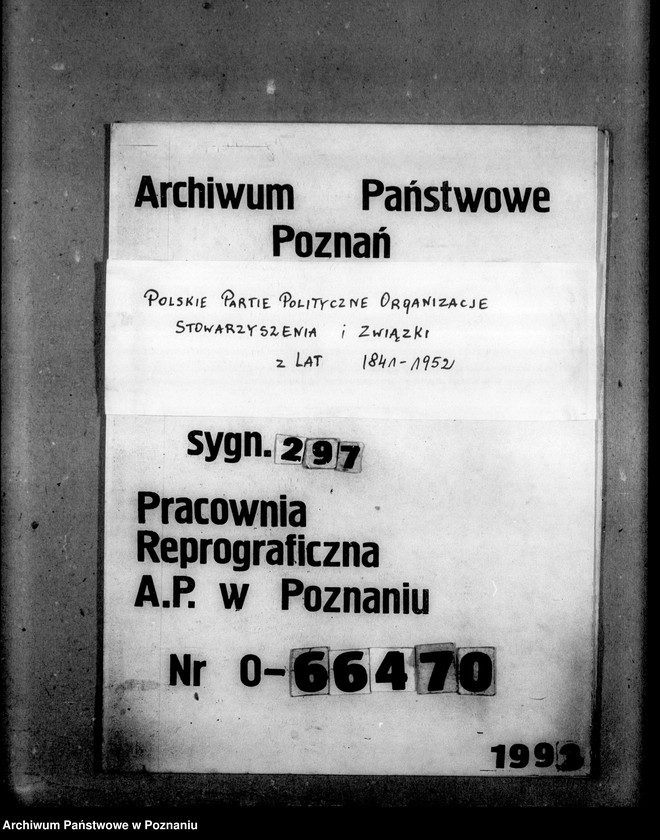 Archiwum Państwowe
Poznań
POLSKIE PARTIE POLITYCZNE ORGANIZACJE
STOWARZYSZENIA i ZWIĄZKI
z LAT 1841-1952
sygn. 297
Pracownia
Reprograficzna
A.P. w Poznaniu
Nr 0-66470
1993
Archiwum Państwowe w Poznaniu